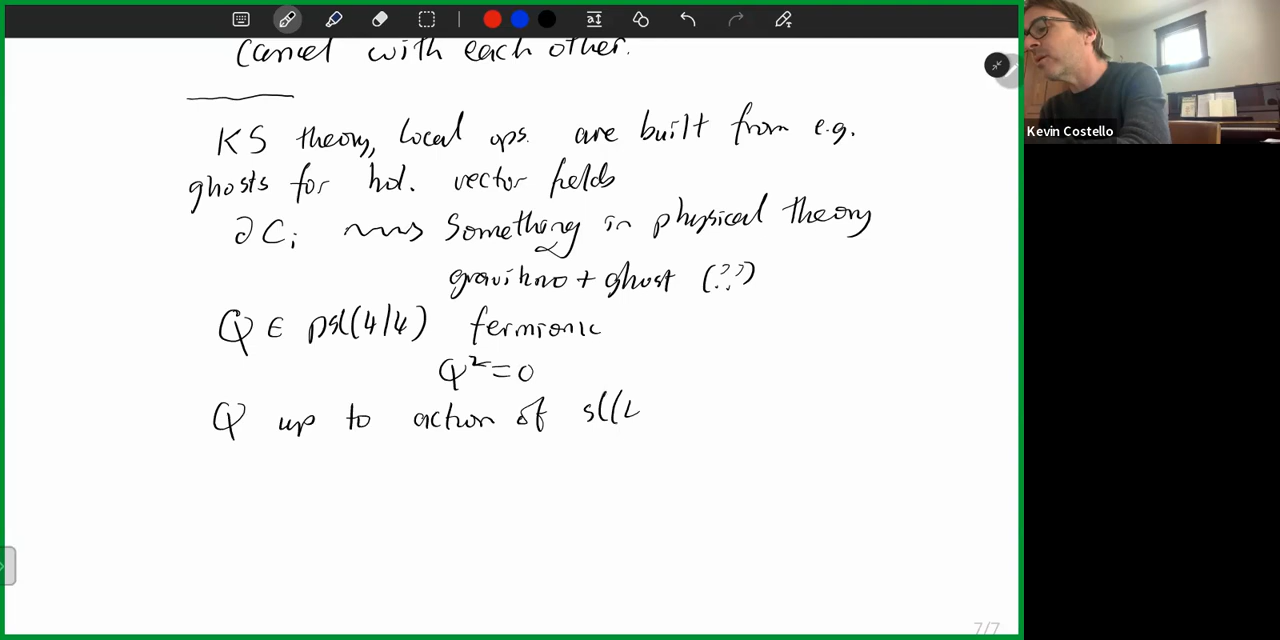 cancel with each other.
KS theory, local ops. are built from e.g.
ghosts for hol. vector fields
∂C_i ⇝ Something in physical theory
gravitino + ghost (??)
Q ∈ psl(4|4) fermionic
Q² = 0
Q up to action of sl(4
7/7
Kevin Costello